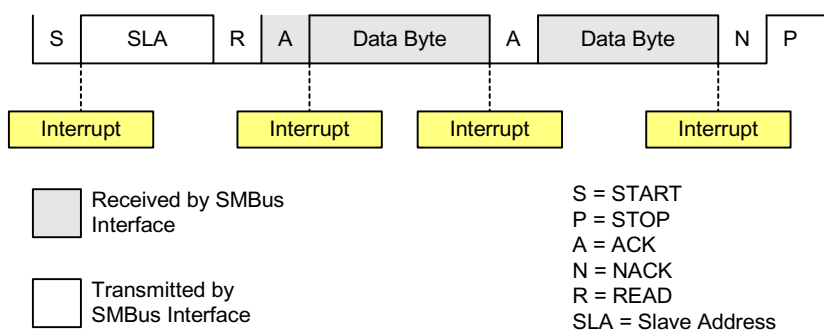 S SLA R A Data Byte A Data Byte N P
Interrupt Interrupt Interrupt Interrupt
Received by SMBus
Interface
Transmitted by
SMBus Interface
S = START
P = STOP
A = ACK
N = NACK
R = READ
SLA = Slave Address